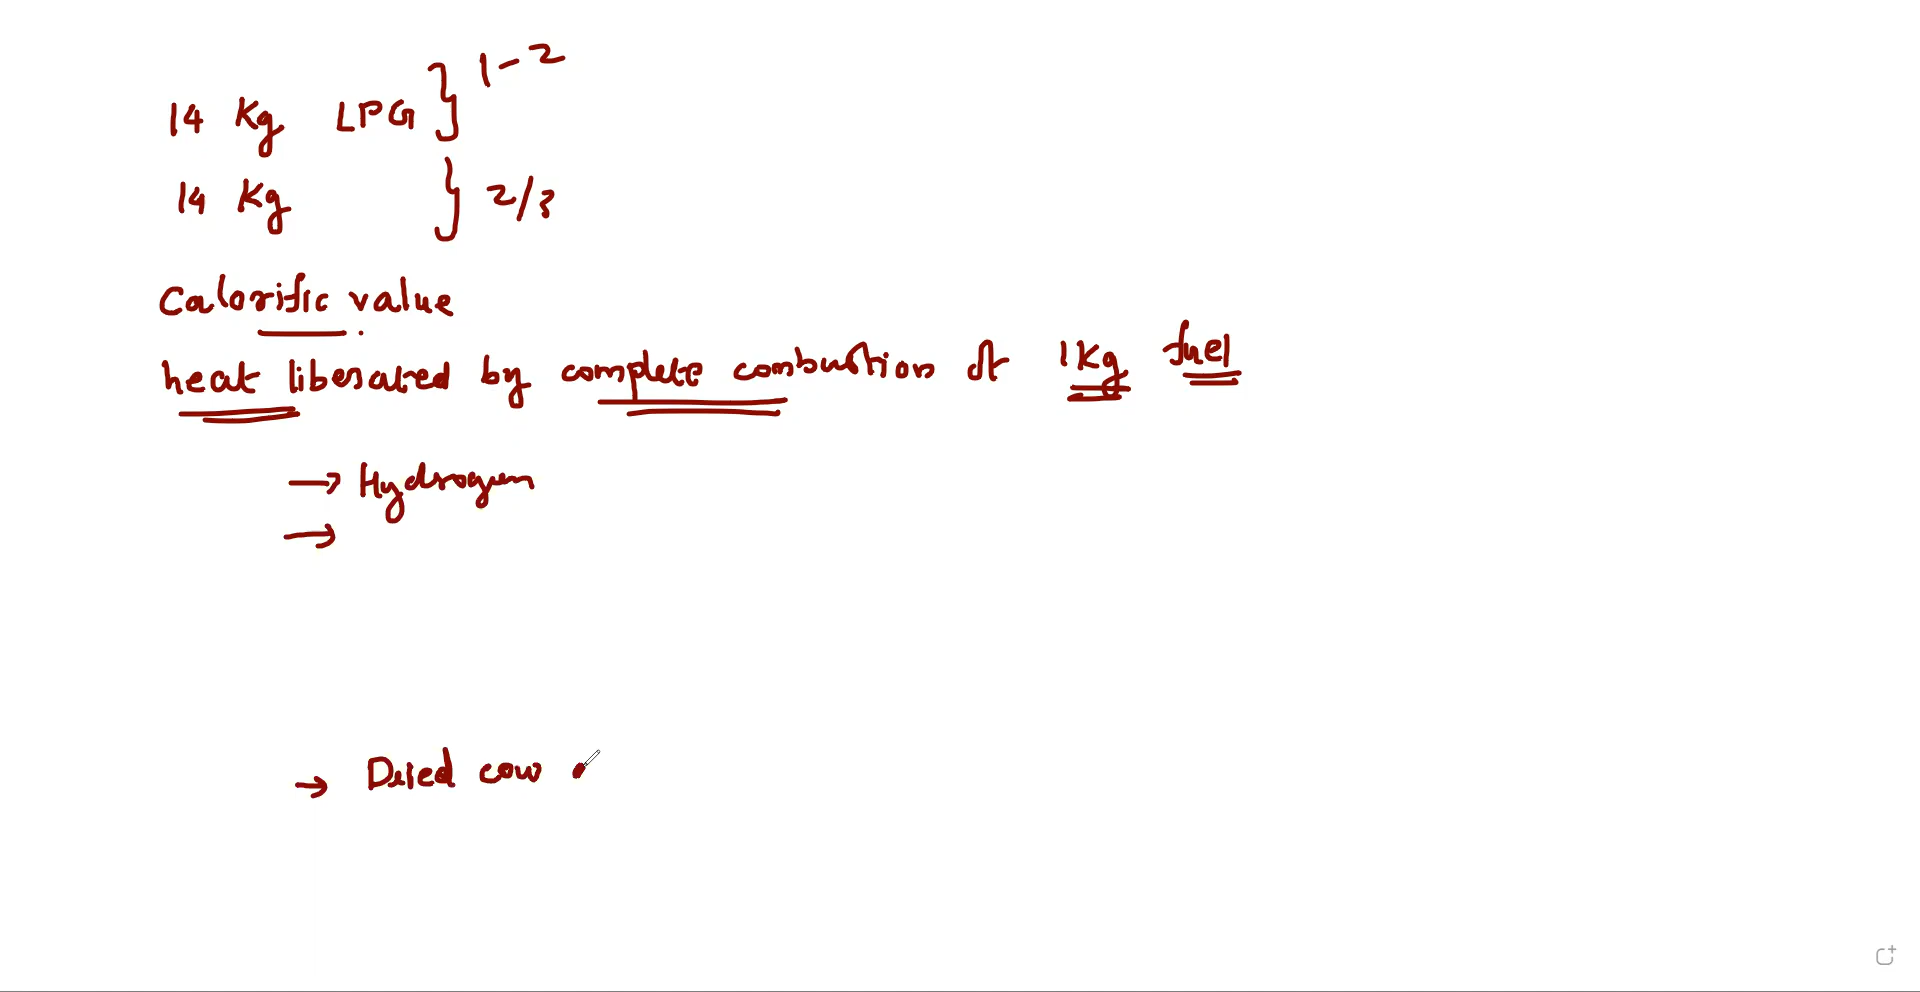 14 Kg LPG } 1-2
14 Kg } 2/3
Calorific value
heat liberated by complete combustion of 1Kg fuel
→ Hydrogen
→
→ Dried cow